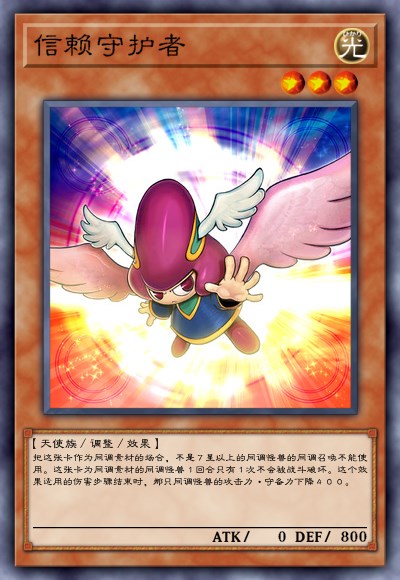 信赖守护者
ひかり
光
【天使族／调整／效果】
把这张卡作为同调素材的场合，不是７星以上的同调怪兽的同调召唤不能使
用。这张卡为同调素材的同调怪兽１回合只有１次不会被战斗破坏。这个效
果适用的伤害步骤结束时，那只同调怪兽的攻击力·守备力下降４００。
ATK/ 0 DEF/ 800